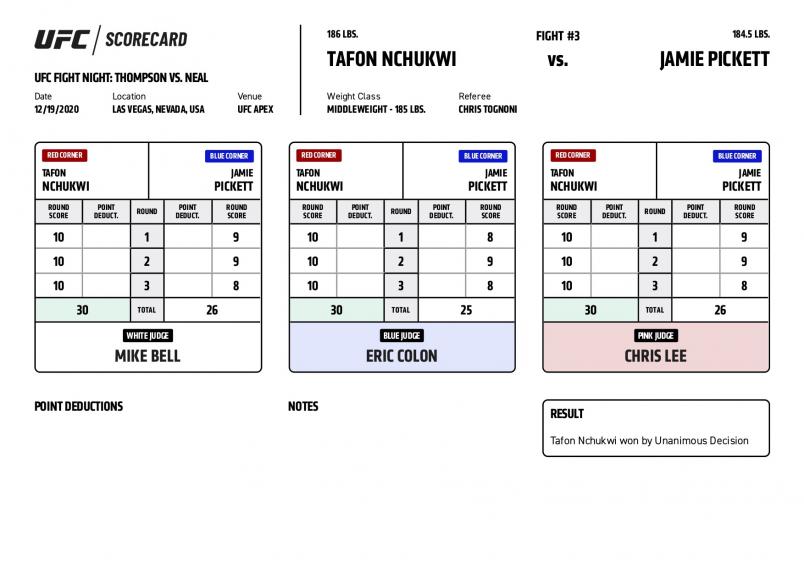 UFC / SCORECARD
UFC FIGHT NIGHT: THOMPSON VS. NEAL
Date Location Venue
12/19/2020 LAS VEGAS, NEVADA, USA UFC APEX
186 LBS. FIGHT #3 184.5 LBS.
TAFON NCHUKWI vs. JAMIE PICKETT
Weight Class Referee
MIDDLEWEIGHT - 185 LBS. CHRIS TOGNONI
RED CORNER BLUE CORNER
TAFON JAMIE
NCHUKWI PICKETT
ROUND SCORE POINT DEDUCT. ROUND POINT DEDUCT. ROUND SCORE
10 1 9
10 2 9
10 3 8
30 TOTAL 26
WHITE JUDGE
MIKE BELL
RED CORNER BLUE CORNER
TAFON JAMIE
NCHUKWI PICKETT
ROUND SCORE POINT DEDUCT. ROUND POINT DEDUCT. ROUND SCORE
10 1 8
10 2 9
10 3 8
30 TOTAL 25
BLUE JUDGE
ERIC COLON
RED CORNER BLUE CORNER
TAFON JAMIE
NCHUKWI PICKETT
ROUND SCORE POINT DEDUCT. ROUND POINT DEDUCT. ROUND SCORE
10 1 9
10 2 9
10 3 8
30 TOTAL 26
PINK JUDGE
CHRIS LEE
POINT DEDUCTIONS
NOTES
RESULT
Tafon Nchukwi won by Unanimous Decision